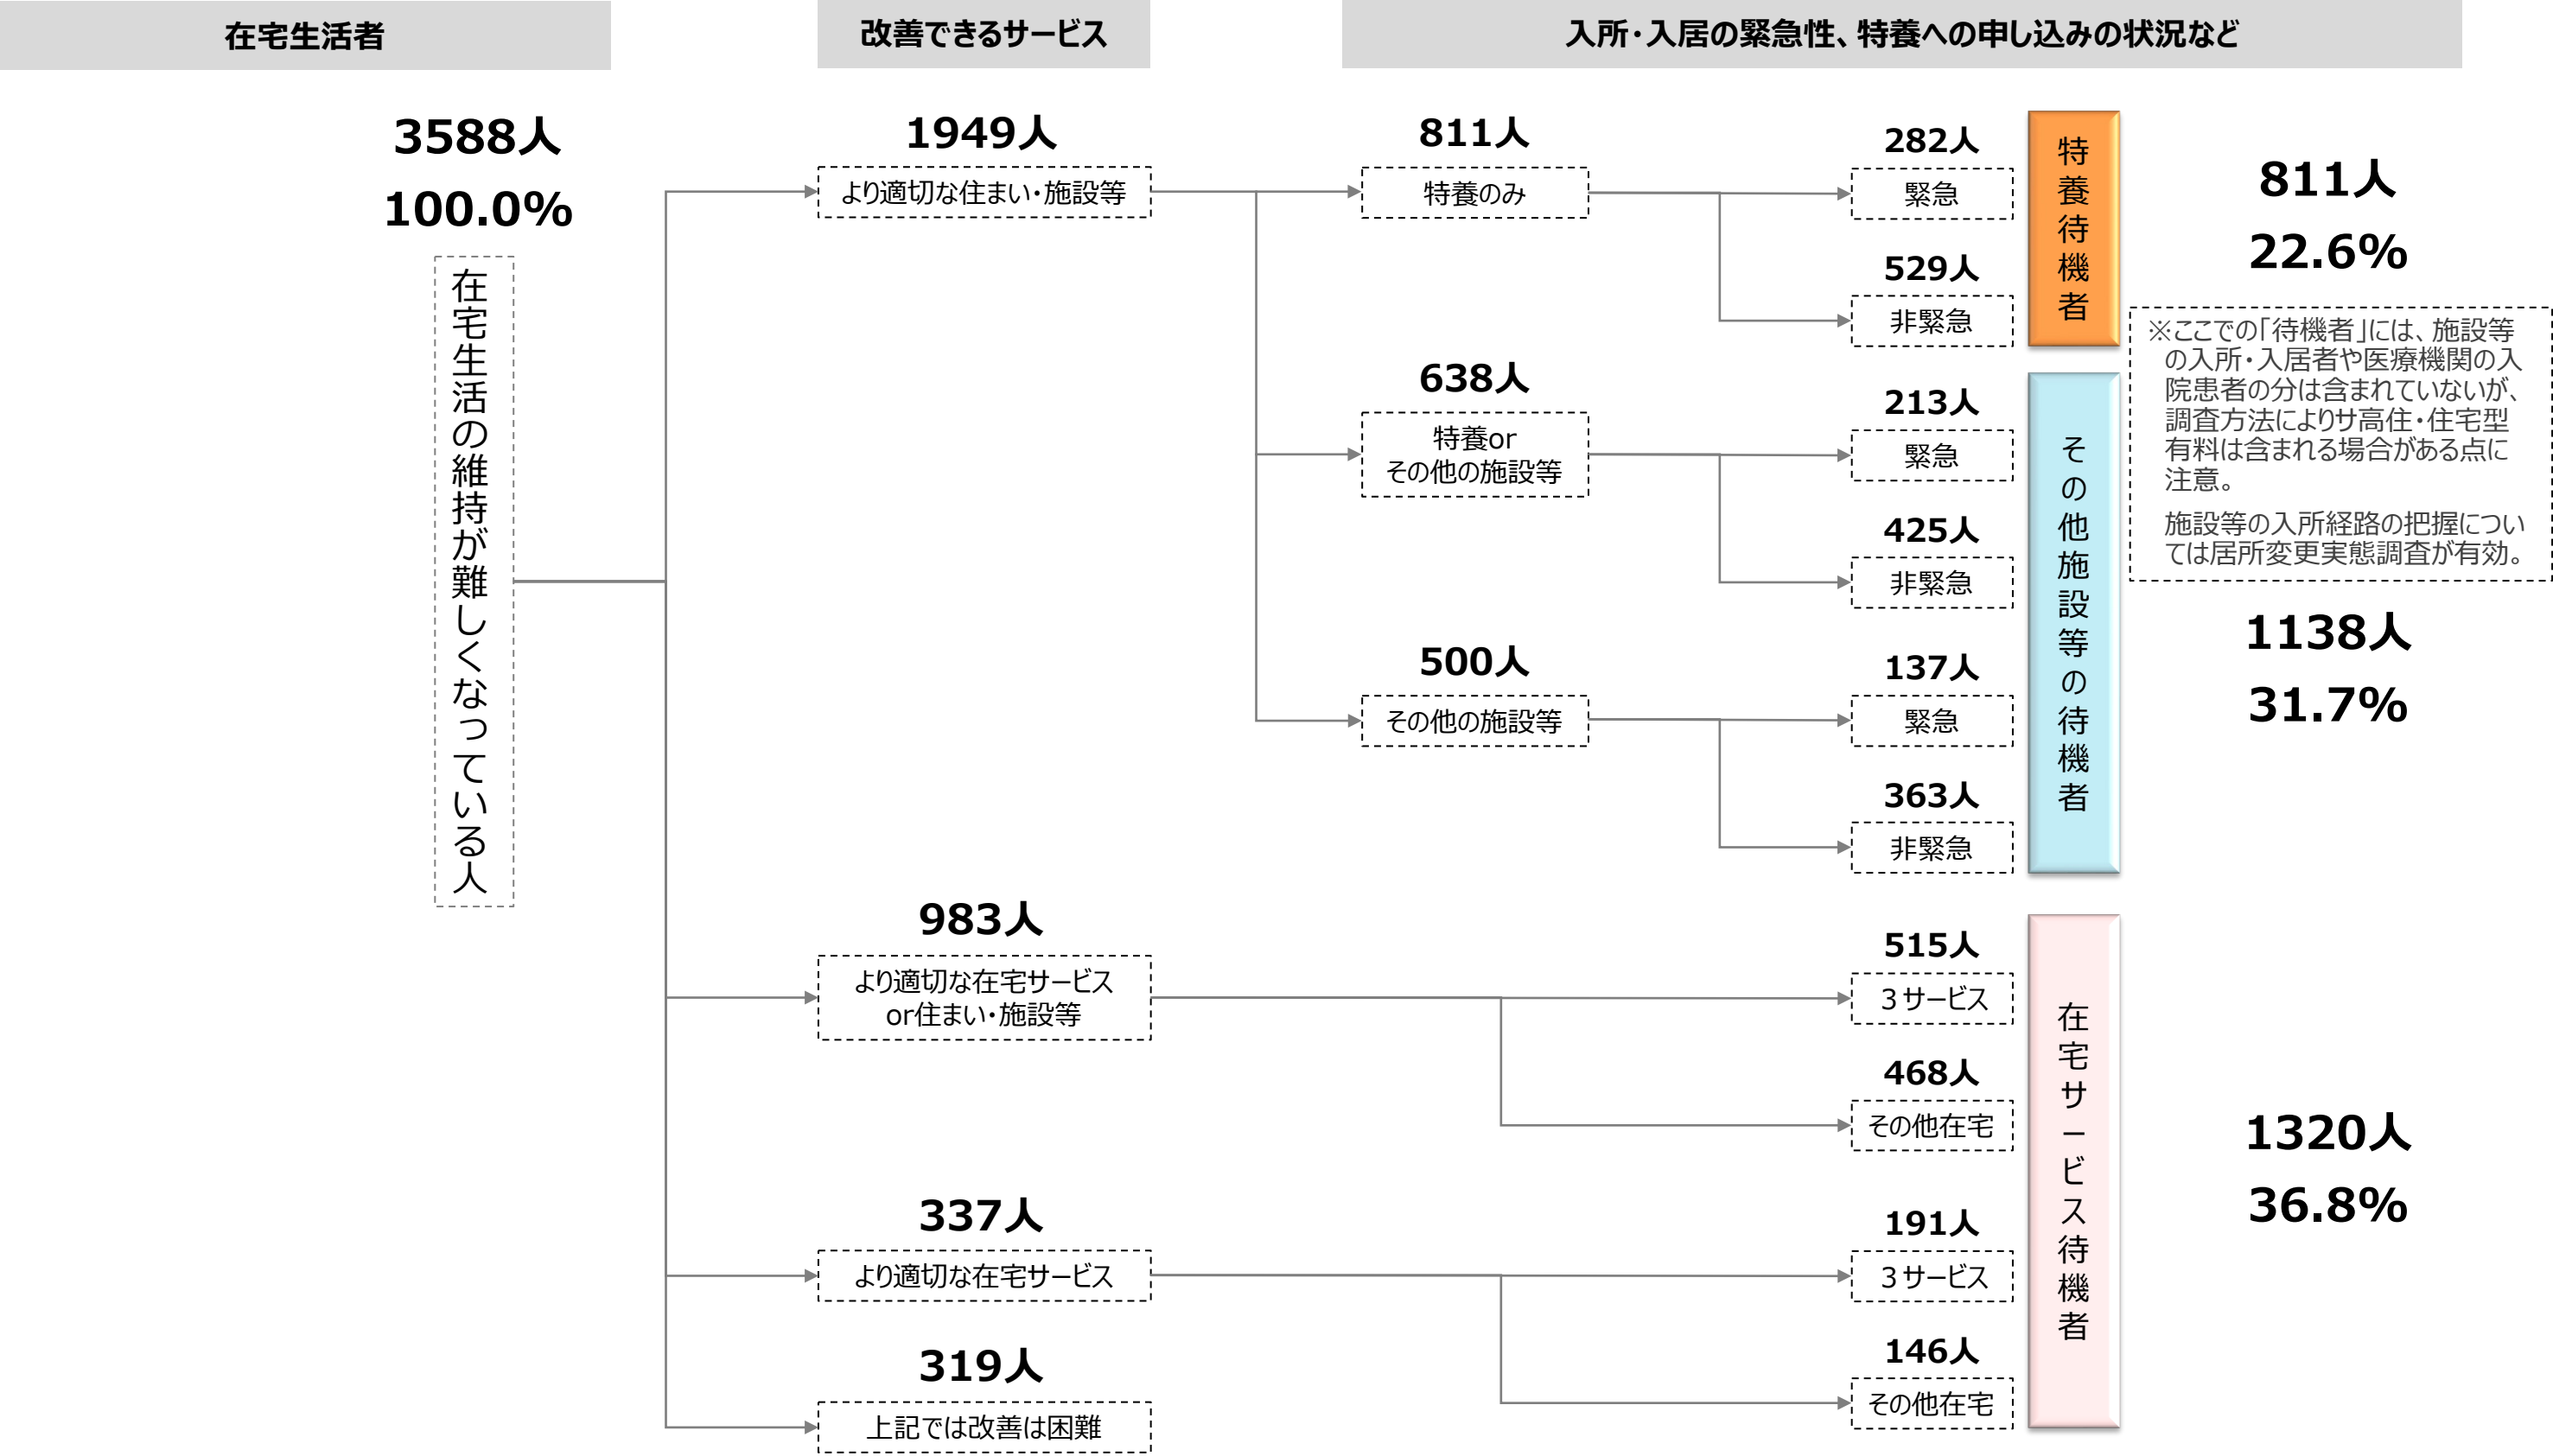 在宅生活者
改善できるサービス
入所・入居の緊急性、特養への申し込みの状況など
3588人
100.0%
在宅生活の維持が難しくなっている人
1949人
より適切な住まい・施設等
811人
特養のみ
282人
緊急
529人
非緊急
特養待機者
811人
22.6%
※ここでの「待機者」には、施設等
の入所・入居者や医療機関の入
院患者の分は含まれていないが、
調査方法によりサ高住・住宅型
有料は含まれる場合がある点に
注意。
施設等の入所経路の把握につい
ては居所変更実態調査が有効。
638人
特養or
その他の施設等
213人
緊急
425人
非緊急
500人
その他の施設等
137人
緊急
363人
非緊急
その他施設等の待機者
1138人
31.7%
983人
より適切な在宅サービス
or住まい・施設等
515人
３サービス
468人
その他在宅
337人
より適切な在宅サービス
191人
３サービス
146人
その他在宅
在宅サービス待機者
1320人
36.8%
319人
上記では改善は困難